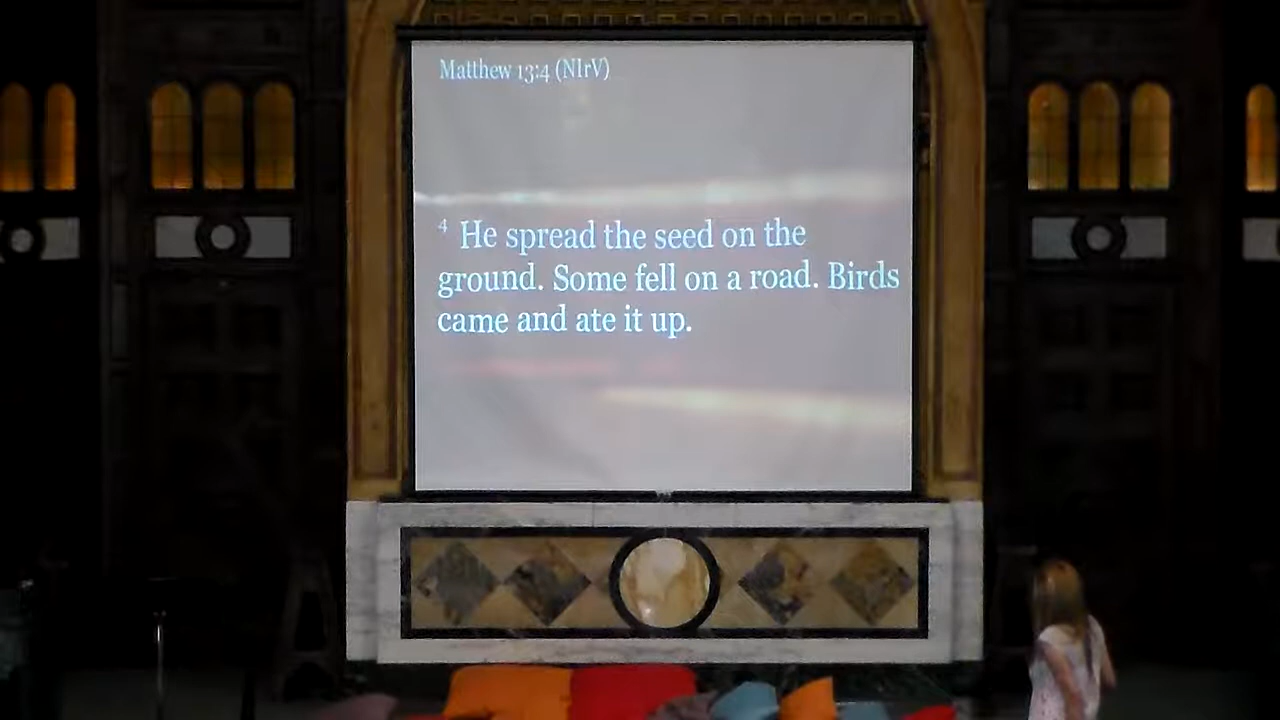 Matthew 13:4 (NIrV)
4 He spread the seed on the
ground. Some fell on a road. Birds
came and ate it up.